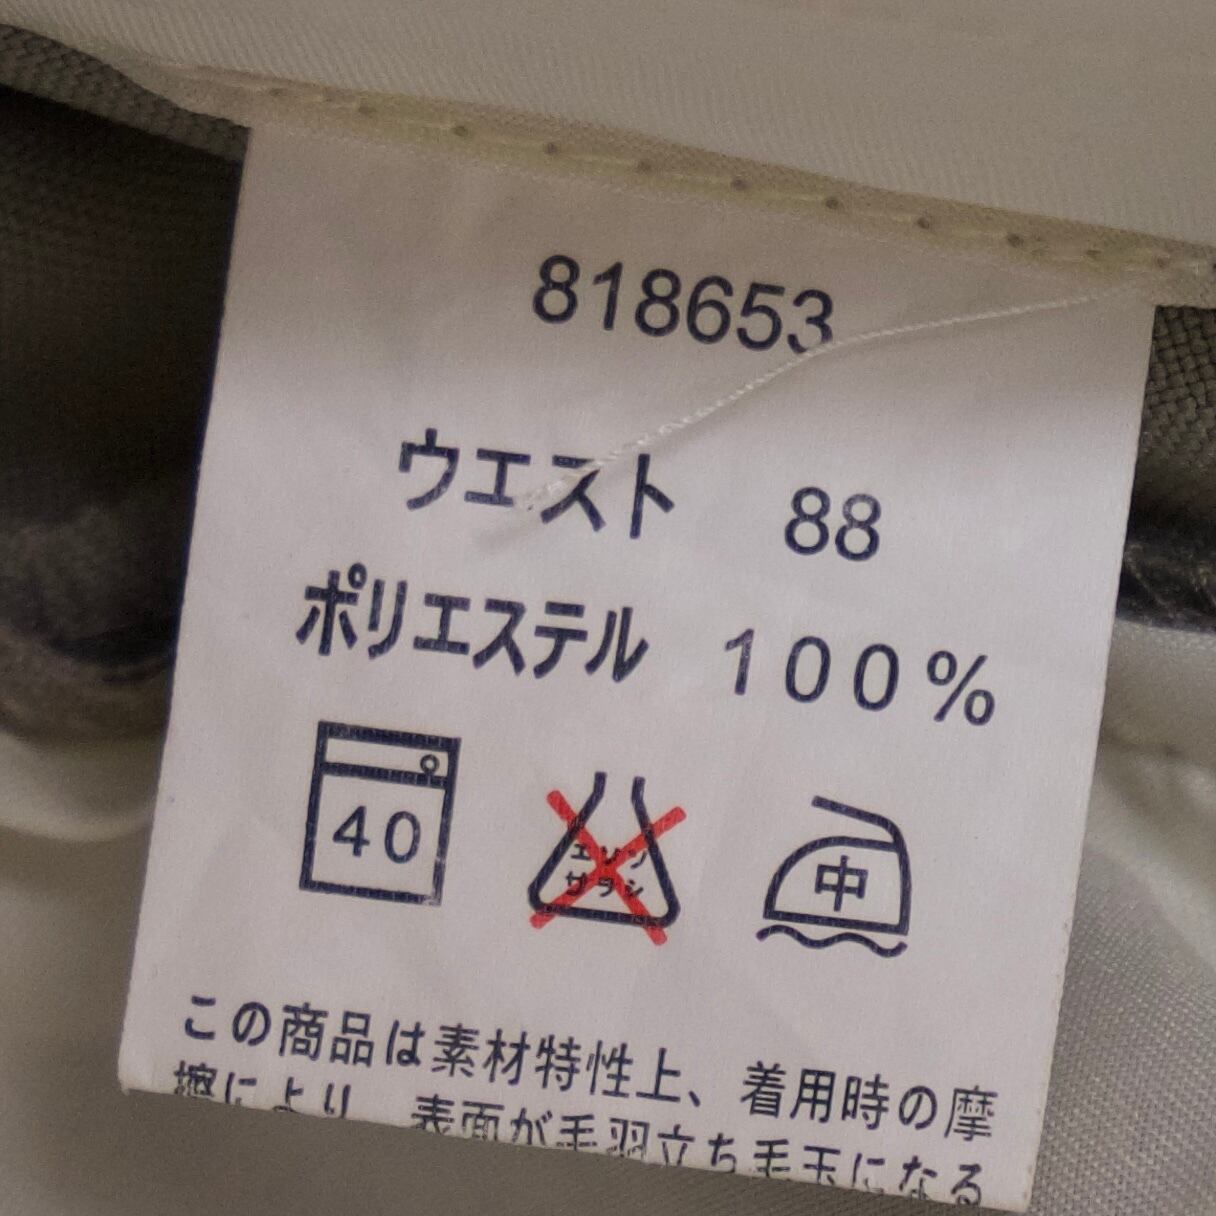 818653
ウエスト 88
ポリエステル 100%
40
エンソ
サラシ
中
この商品は素材特性上、着用時の摩
擦により 表面が毛羽立ち毛玉になる